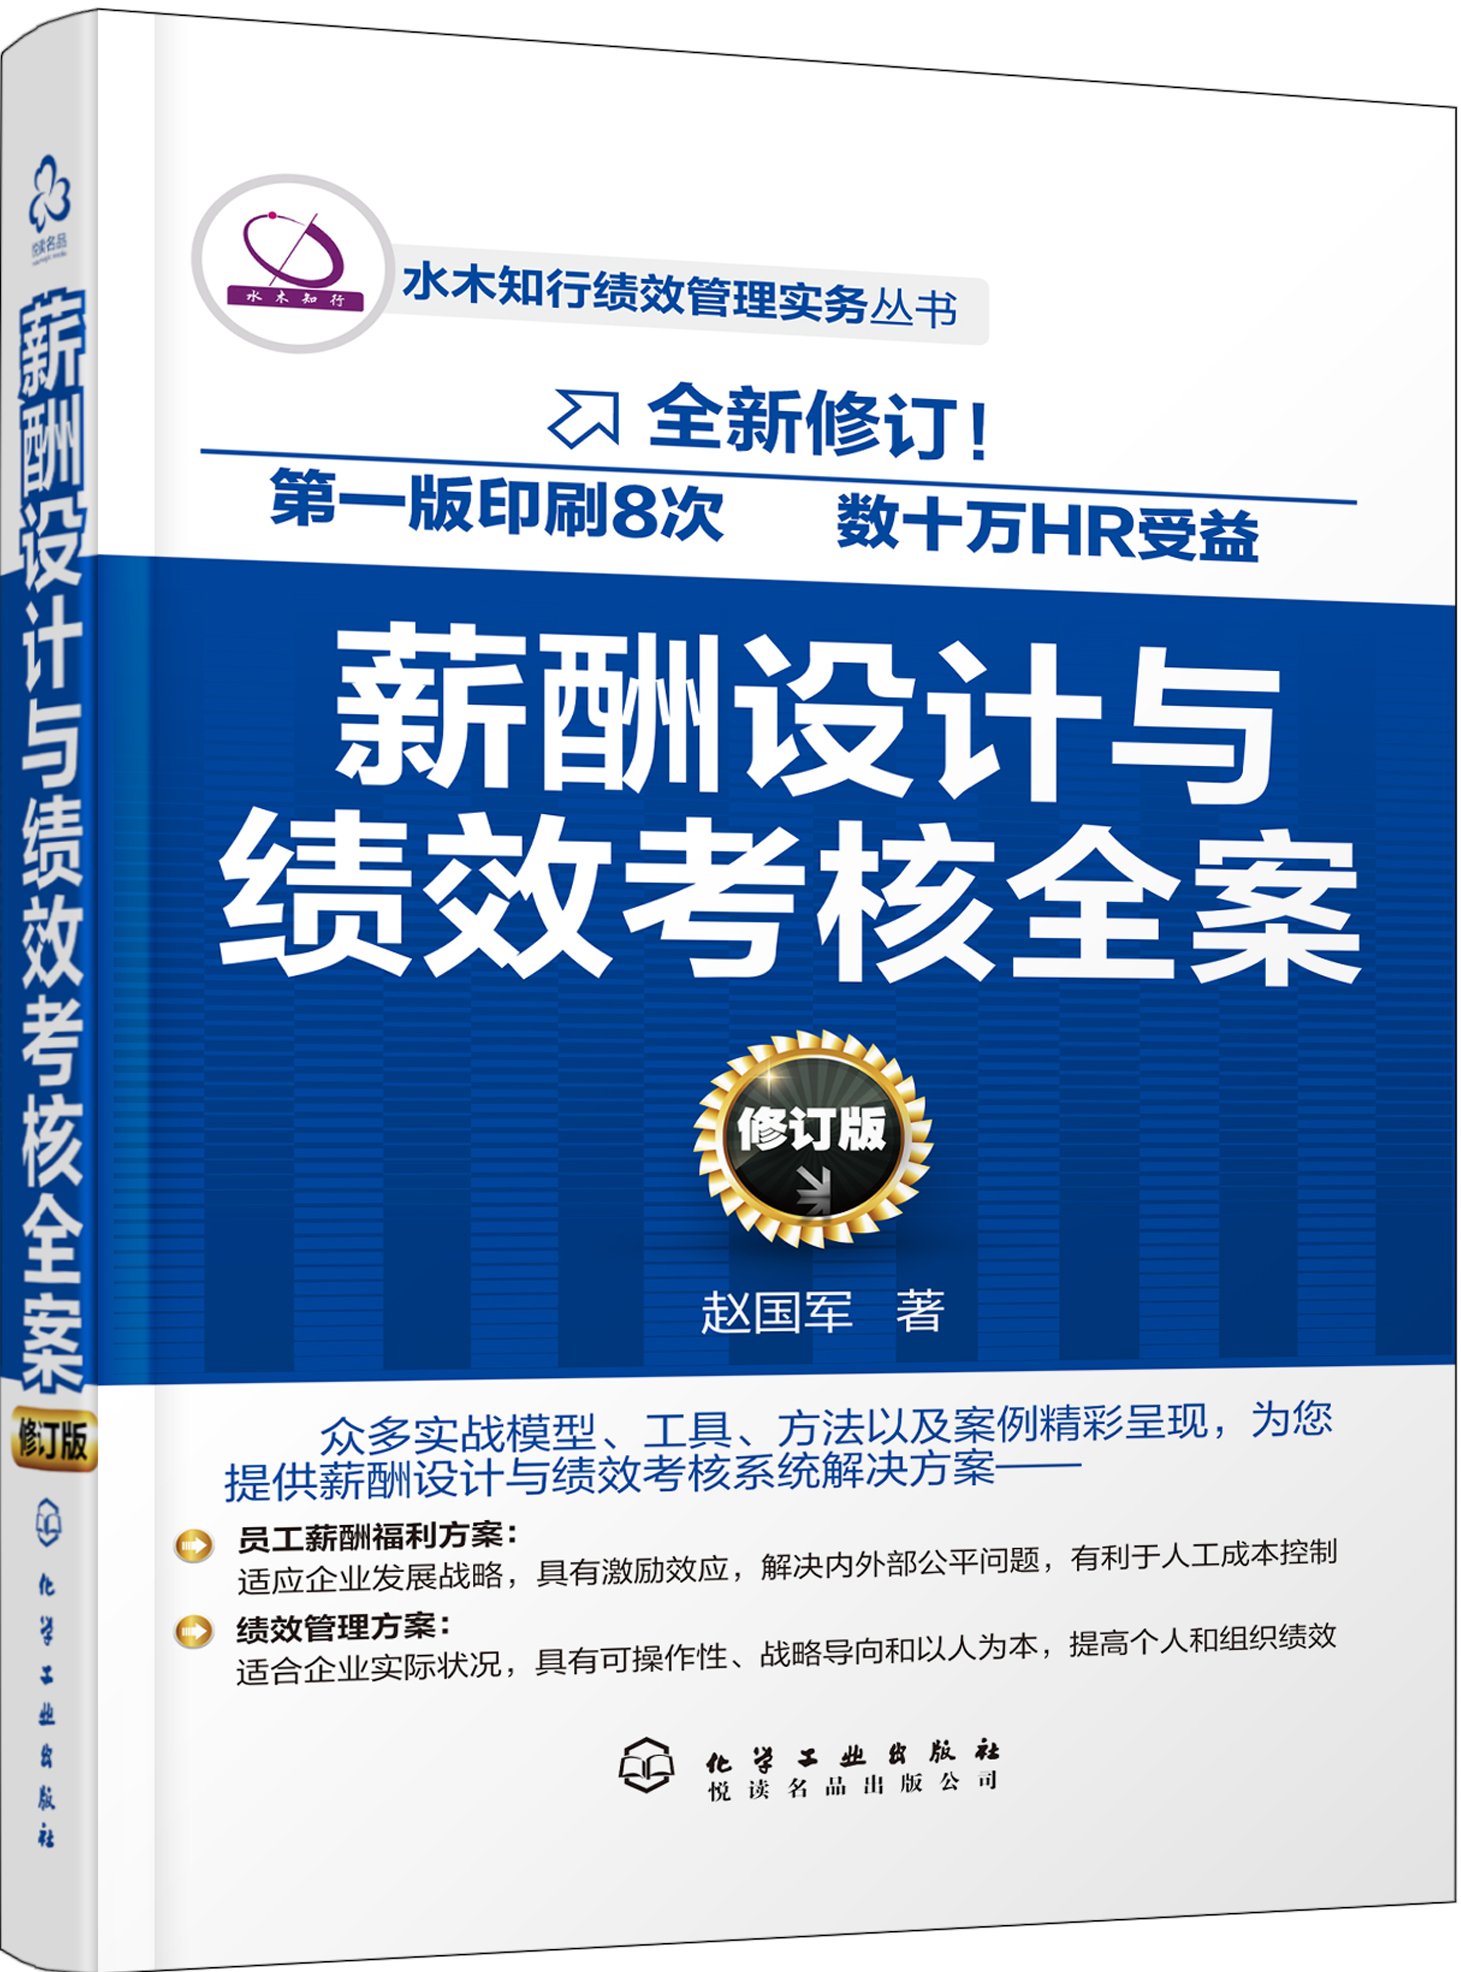 水木知行
水木知行绩效管理实务丛书
全新修订！
第一版印刷8次 数十万HR受益
薪酬设计与
绩效考核全案
修订版
赵国军 著
众多实战模型、工具、方法以及案例精彩呈现，为您
提供薪酬设计与绩效考核系统解决方案——
员工薪酬福利方案：
适应企业发展战略，具有激励效应，解决内外部公平问题，有利于人工成本控制
绩效管理方案：
适合企业实际状况，具有可操作性、战略导向和以人为本，提高个人和组织绩效
化学工业出版社
悦读名品出版公司
悦读名品
薪酬设计与绩效考核全案
修订版
化学工业出版社